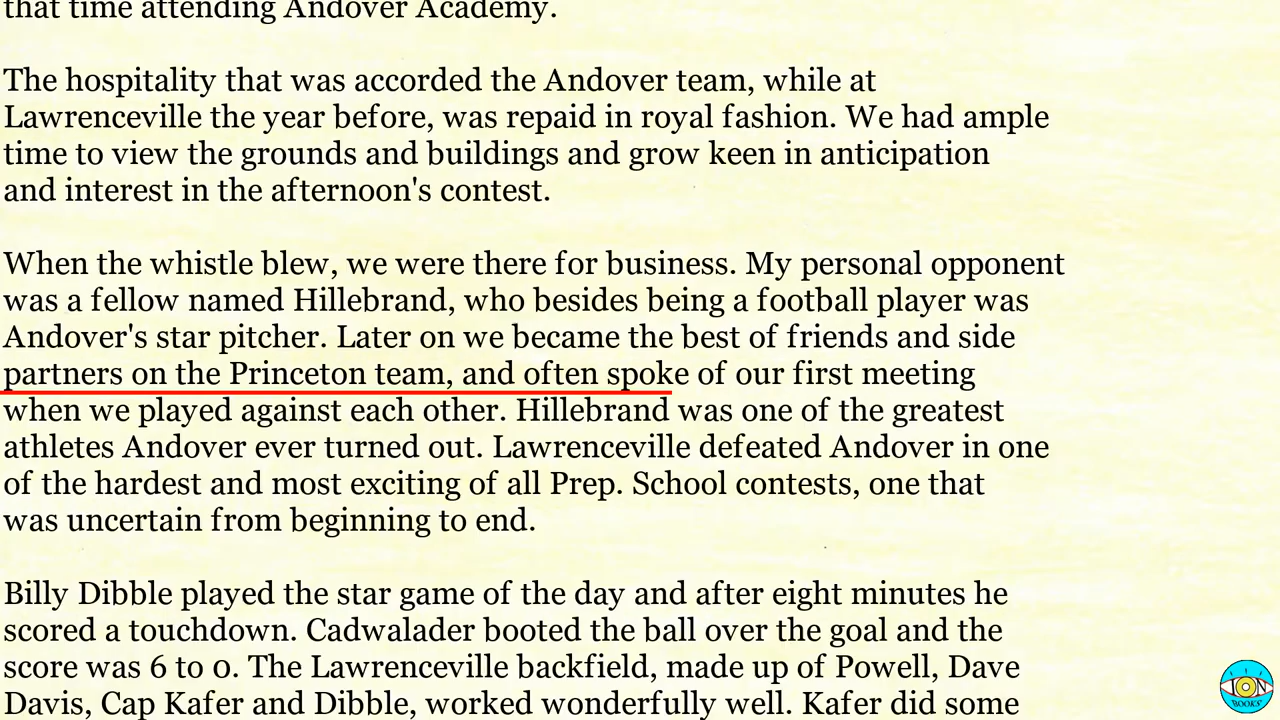 that time attending Andover Academy.
The hospitality that was accorded the Andover team, while at
Lawrenceville the year before, was repaid in royal fashion. We had ample
time to view the grounds and buildings and grow keen in anticipation
and interest in the afternoon's contest.
When the whistle blew, we were there for business. My personal opponent
was a fellow named Hillebrand, who besides being a football player was
Andover's star pitcher. Later on we became the best of friends and side
partners on the Princeton team, and often spoke of our first meeting
when we played against each other. Hillebrand was one of the greatest
athletes Andover ever turned out. Lawrenceville defeated Andover in one
of the hardest and most exciting of all Prep. School contests, one that
was uncertain from beginning to end.
Billy Dibble played the star game of the day and after eight minutes he
scored a touchdown. Cadwalader booted the ball over the goal and the
score was 6 to 0. The Lawrenceville backfield, made up of Powell, Dave
Davis, Cap Kafer and Dibble, worked wonderfully well. Kafer did some
ION
BOOKS